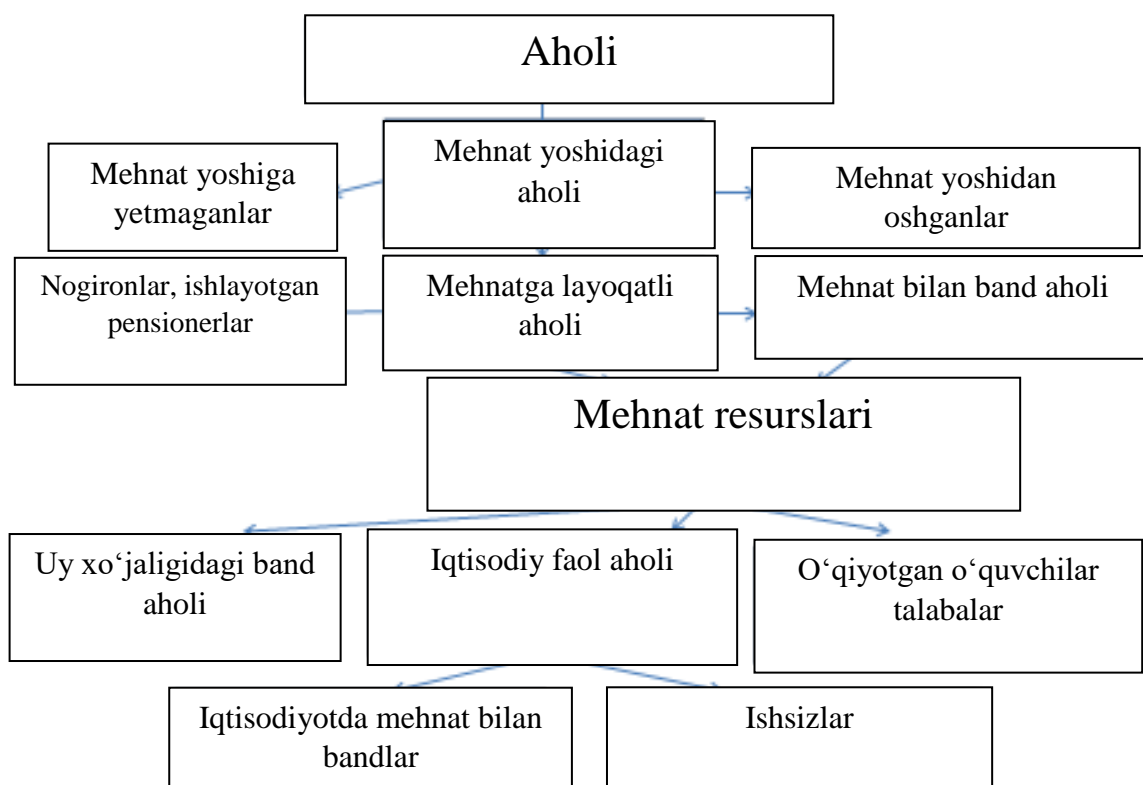 Aholi
Mehnat yoshiga
yetmaganlar
Mehnat yoshidagi
aholi
Mehnat yoshidan
oshganlar
Nogironlar, ishlayotgan
pensionerlar
Mehnatga layoqatli
aholi
Mehnat bilan band aholi
Mehnat resurslari
Uy xo‘jaligidagi band
aholi
Iqtisodiy faol aholi
O‘qiyotgan o‘quvchilar
talabalar
Iqtisodiyotda mehnat bilan
bandlar
Ishsizlar